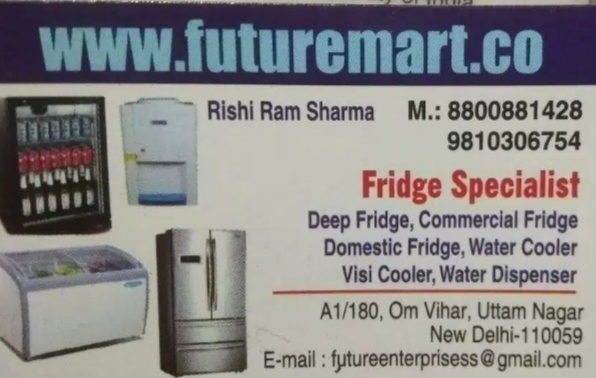 www.futuremart.co
Rishi Ram Sharma M.: 8800881428
9810306754
Fridge Specialist
Deep Fridge, Commercial Fridge
Domestic Fridge, Water Cooler
Visi Cooler, Water Dispenser
A1/180, Om Vihar, Uttam Nagar
New Delhi-110059
E-mail : futureenterprisess@gmail.com